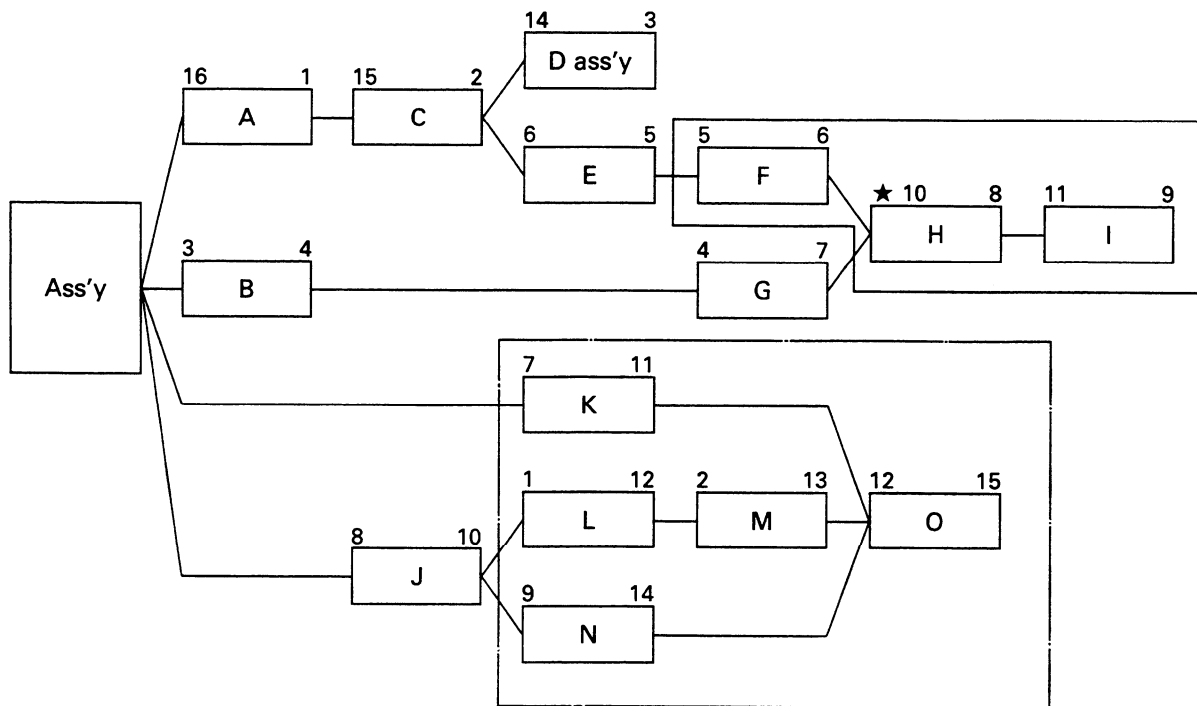 14 3
D ass'y
16 1 15 2
A C
6 5 5 6
E F
★ 10 8 11 9
H I
Ass'y
3 4 4 7
B G
7 11
K
1 12 2 13 12 15
L M O
8 10
J
9 14
N